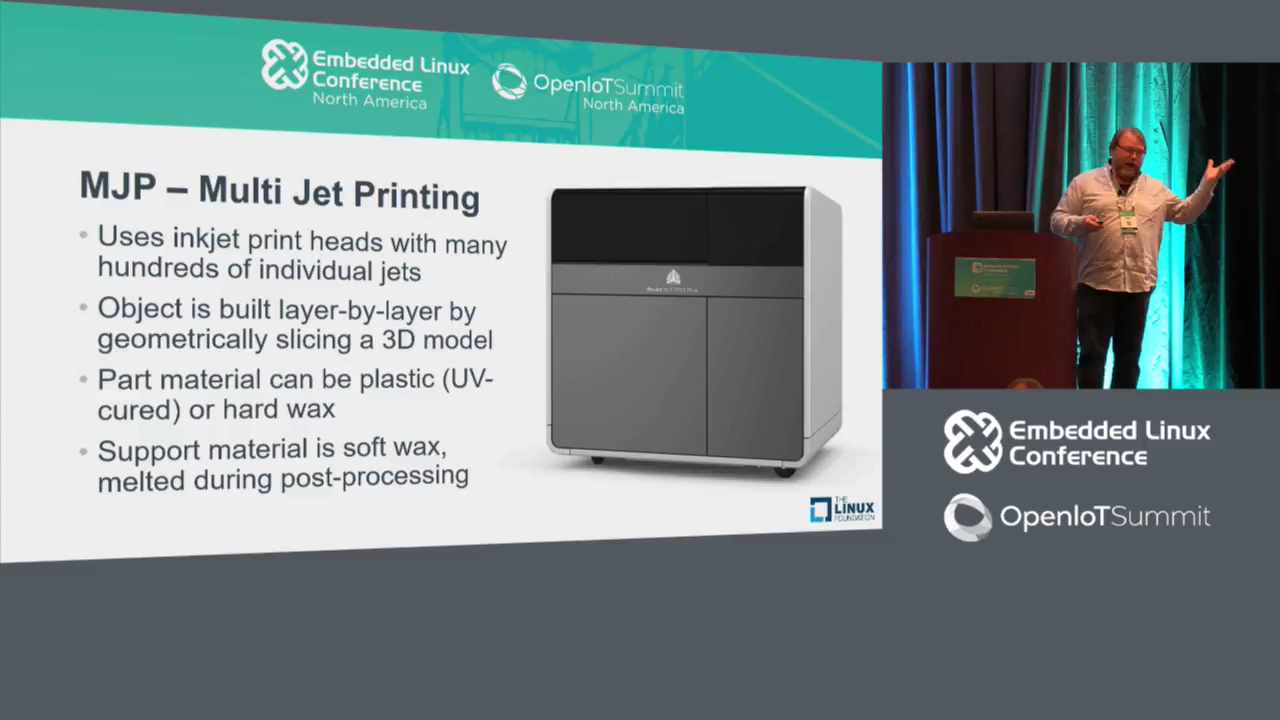 Embedded Linux
Conference
North America
OpenIoTSummit
North America
MJP – Multi Jet Printing
Uses inkjet print heads with many
hundreds of individual jets
Object is built layer-by-layer by
geometrically slicing a 3D model
Part material can be plastic (UV-
cured) or hard wax
Support material is soft wax,
melted during post-processing
THE
LINUX
FOUNDATION
Embedded Linux
Conference
Embedded Linux
Conference
OpenIoTSummit